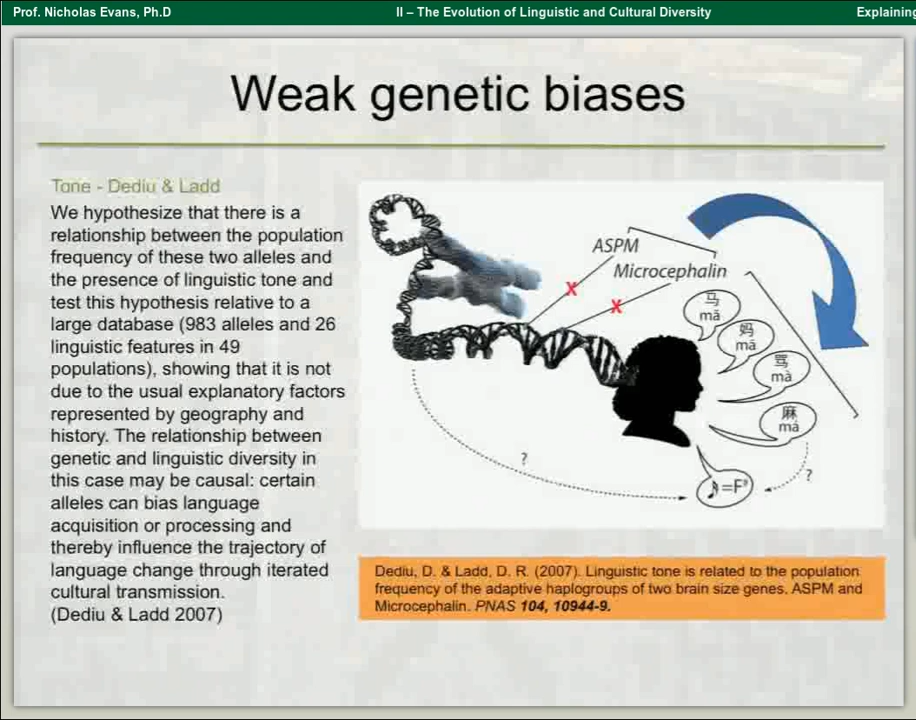 Prof. Nicholas Evans, Ph.D
II – The Evolution of Linguistic and Cultural Diversity
Explaining
Weak genetic biases
Tone - Dediu & Ladd
We hypothesize that there is a
relationship between the population
frequency of these two alleles and
the presence of linguistic tone and
test this hypothesis relative to a
large database (983 alleles and 26
linguistic features in 49
populations), showing that it is not
due to the usual explanatory factors
represented by geography and
history. The relationship between
genetic and linguistic diversity in
this case may be causal: certain
alleles can bias language
acquisition or processing and
thereby influence the trajectory of
language change through iterated
cultural transmission.
(Dediu & Ladd 2007)
ASPM
Microcephalin
X
X
马
妈
骂
mà
麻
má
?
?
Dediu, D. & Ladd, D. R. (2007). Linguistic tone is related to the population
frequency of the adaptive haplogroups of two brain size genes, ASPM and
Microcephalin. PNAS 104, 10944-9.